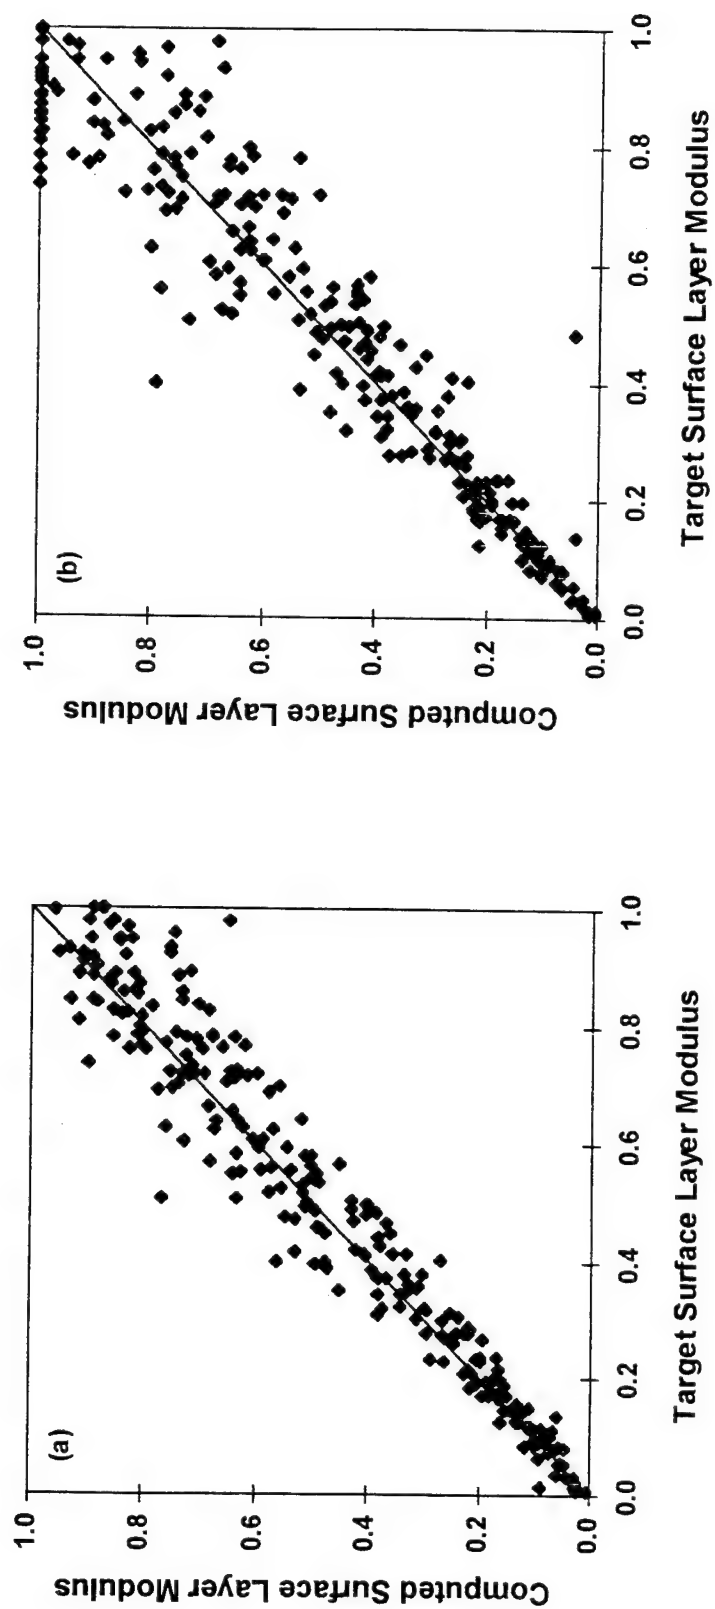 (a)
Computed Surface Layer Modulus
1.0
0.8
0.6
0.4
0.2
0.0
0.0 0.2 0.4 0.6 0.8 1.0
Target Surface Layer Modulus
(b)
Computed Surface Layer Modulus
1.0
0.8
0.6
0.4
0.2
0.0
0.0 0.2 0.4 0.6 0.8 1.0
Target Surface Layer Modulus